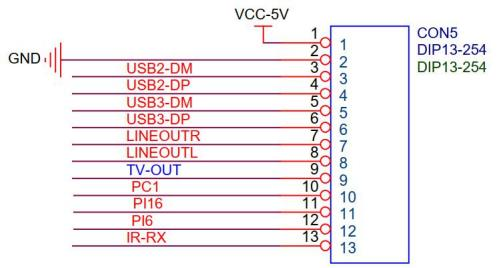 VCC-5V
CON5
DIP13-254
DIP13-254
1 1
GND 2 2
USB2-DM 3 3
USB2-DP 4 4
USB3-DM 5 5
USB3-DP 6 6
LINEOUTR 7 7
LINEOUTL 8 8
TV-OUT 9 9
PC1 10 10
PI16 11 11
PI6 12 12
IR-RX 13 13